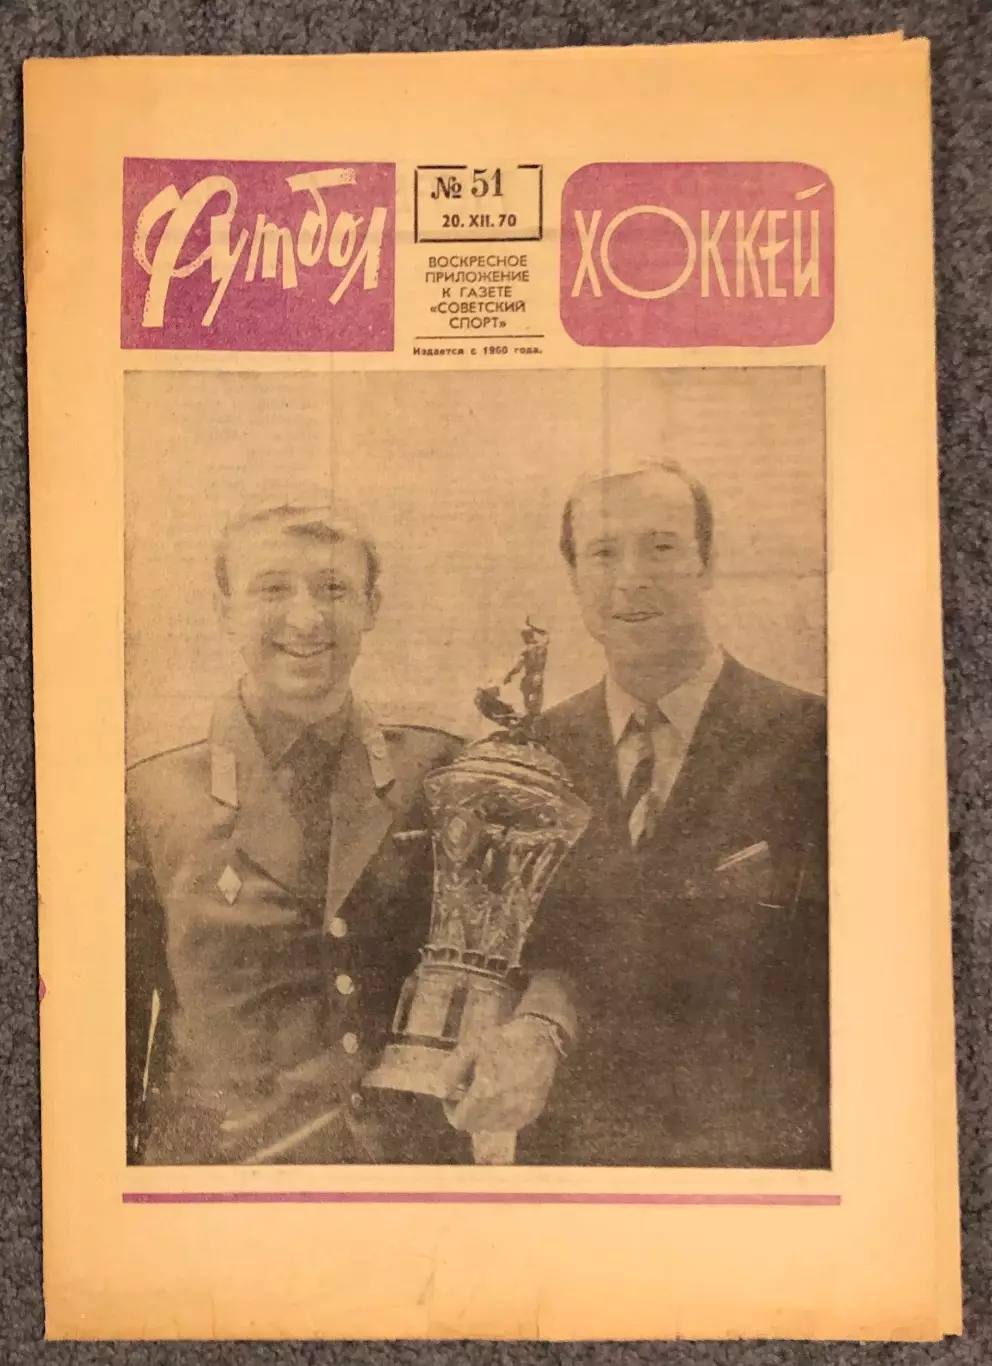 Футбол
№ 51
20. XII. 70
ВОСКРЕСНОЕ
ПРИЛОЖЕНИЕ
К ГАЗЕТЕ
«СОВЕТСКИЙ
СПОРТ»
Издается с 1960 года.
ХОККЕЙ